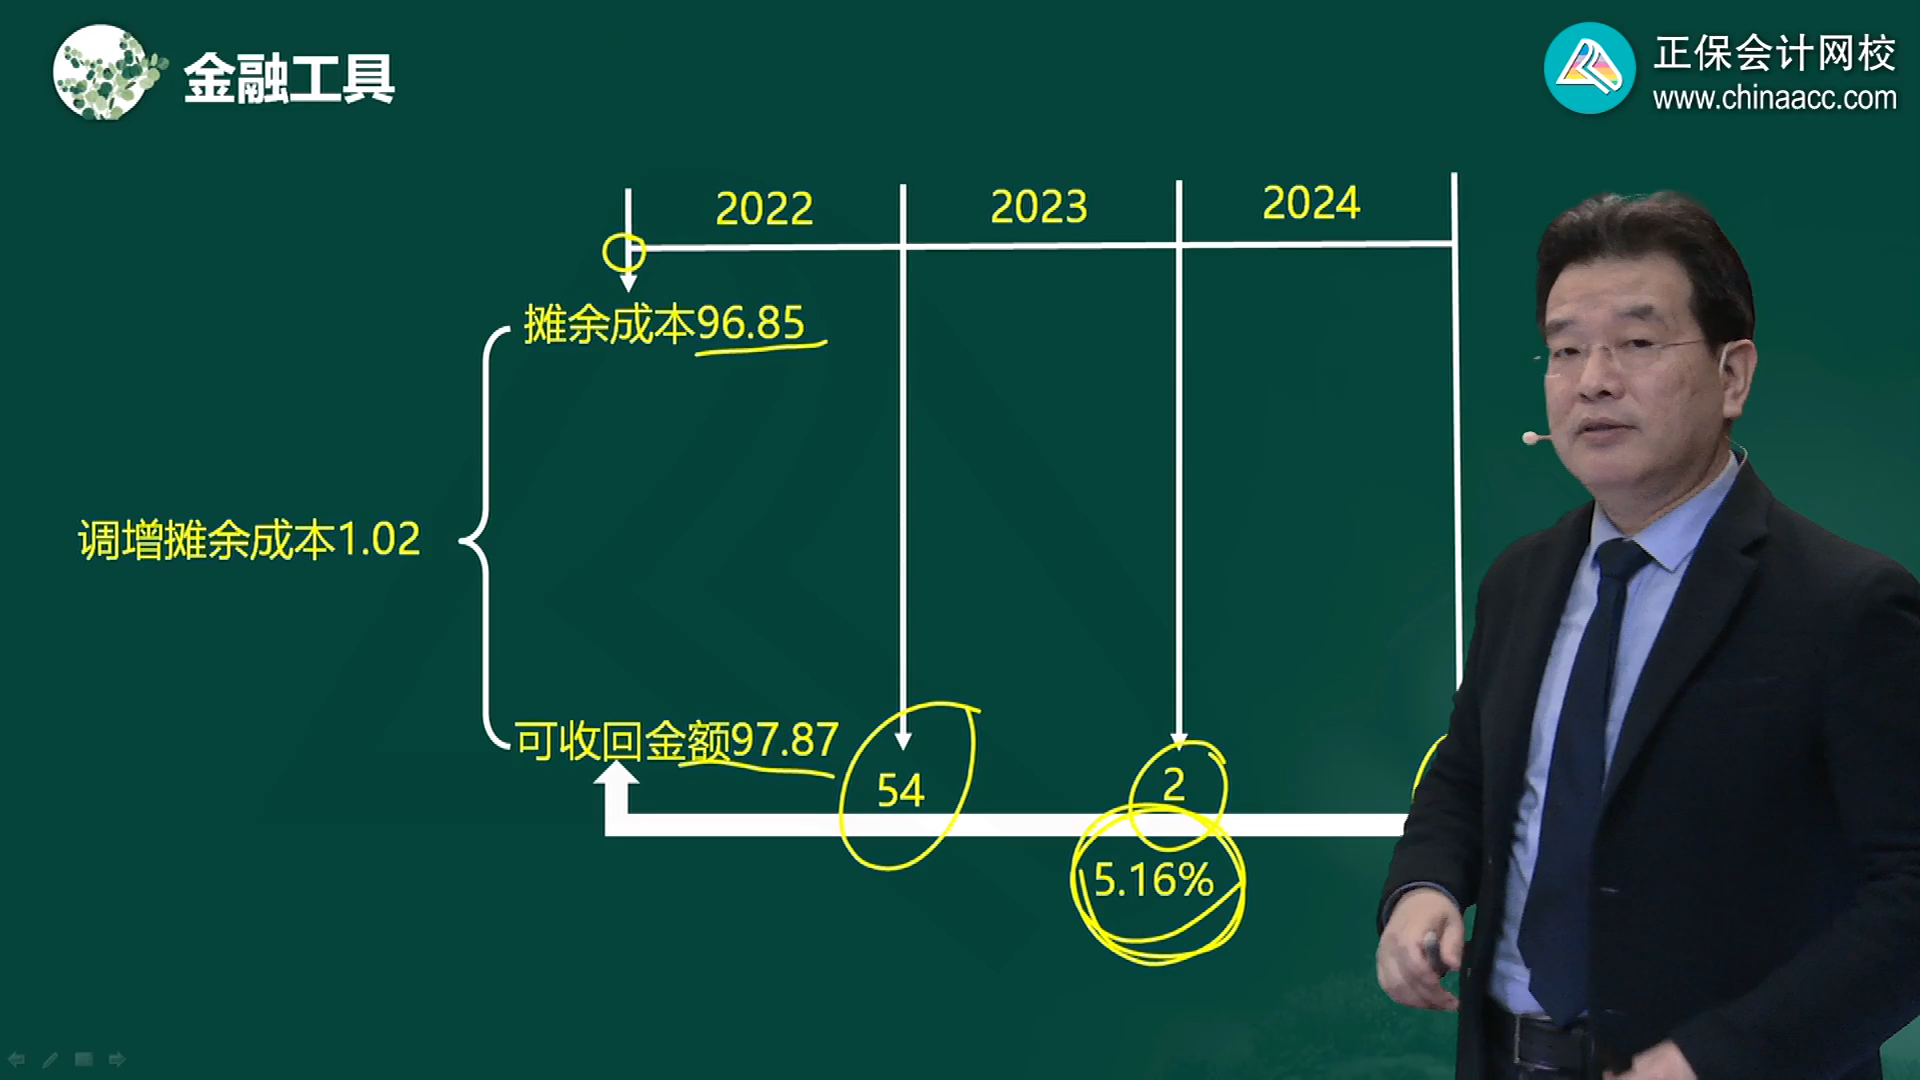 金融工具
正保会计网校
www.chinaacc.com
2022
2023
2024
摊余成本96.85
调增摊余成本1.02
可收回金额97.87
54
2
5.16%